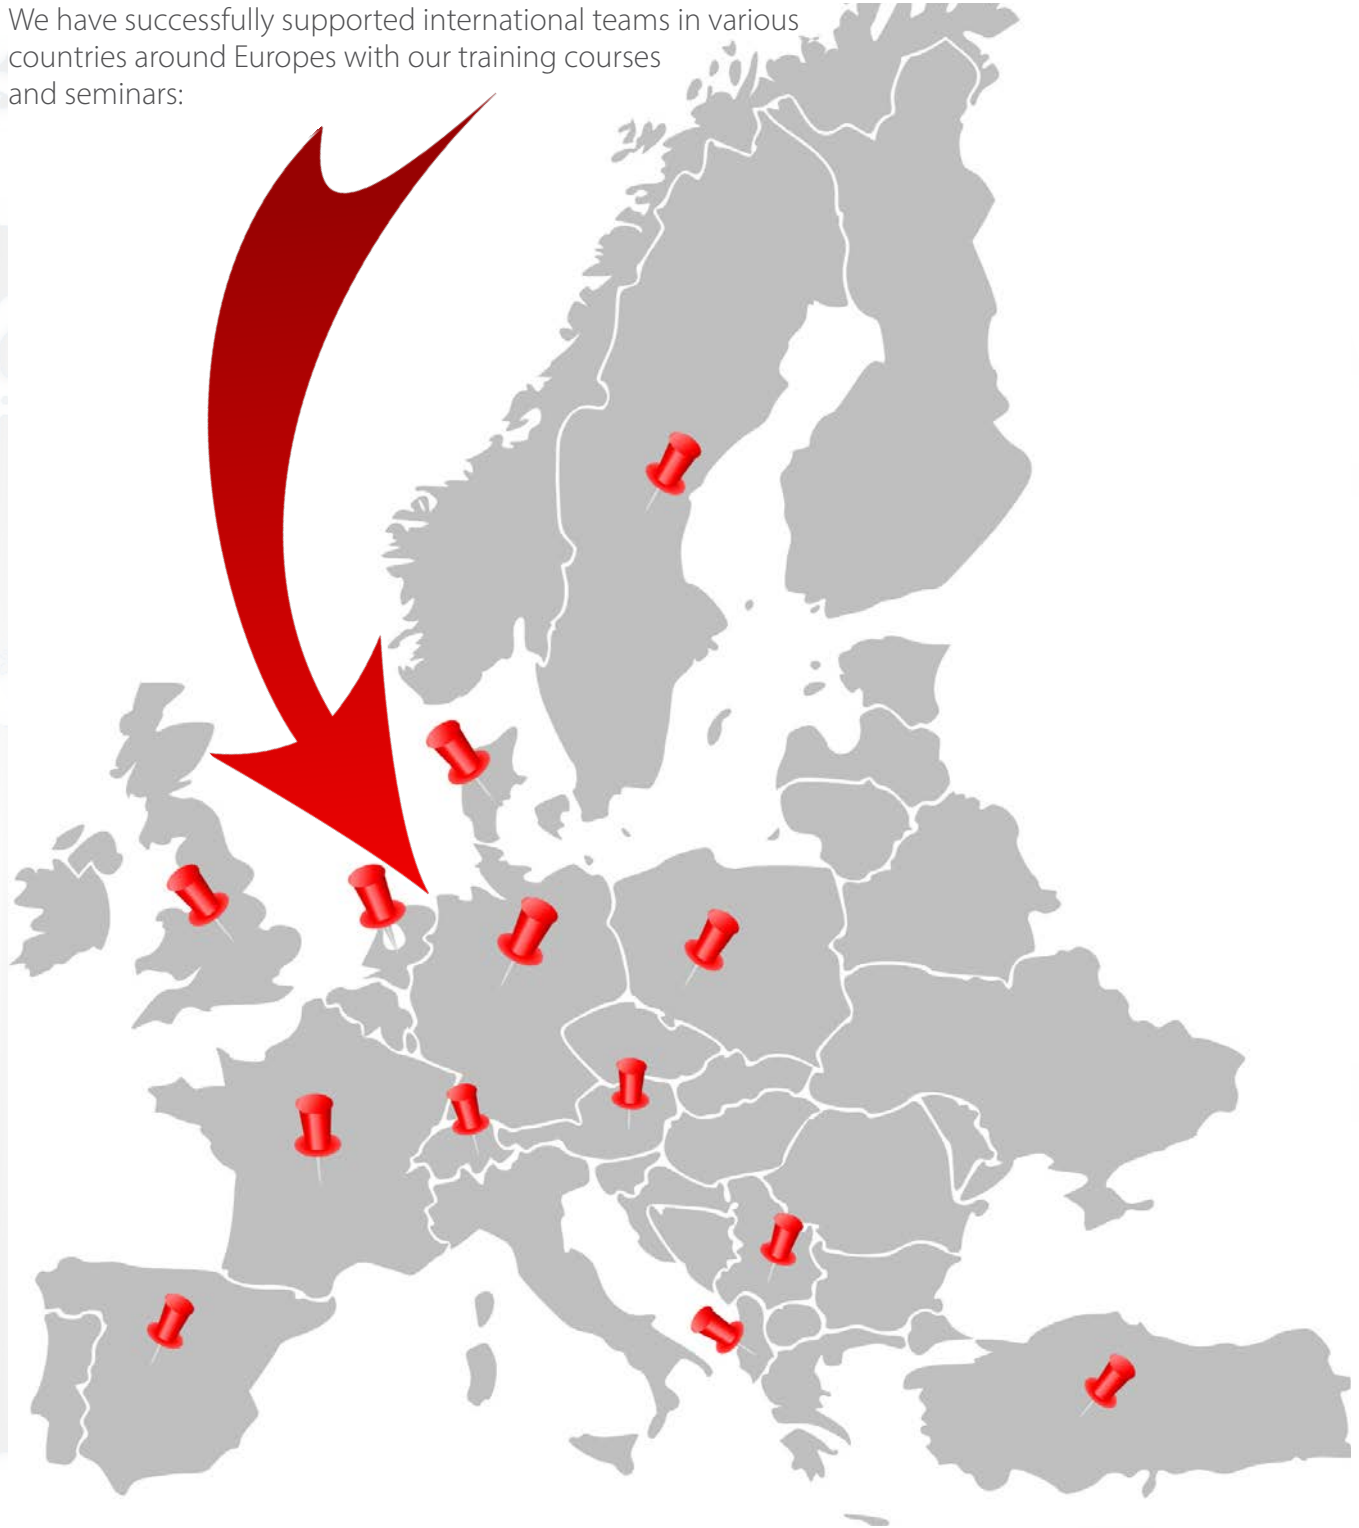 We have successfully supported international teams in various
countries around Europes with our training courses
and seminars: